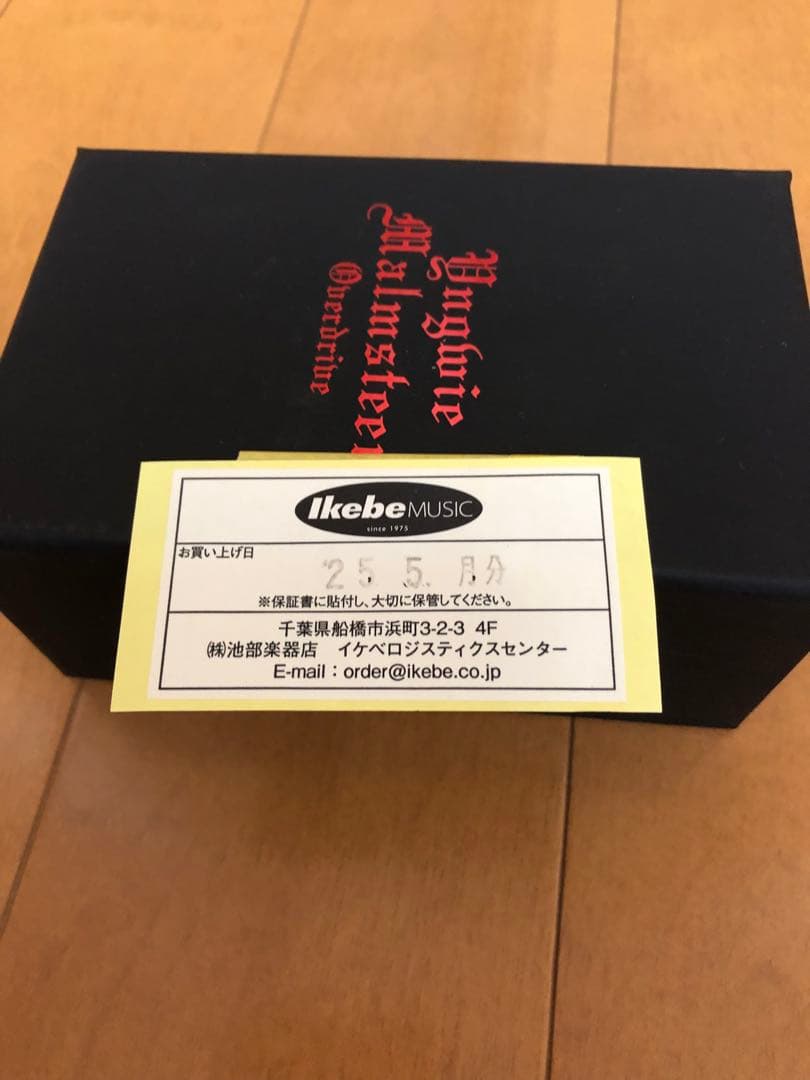 Yngwie
Malmsteen
Overdrive
Ikebe MUSIC
since 1975
お買い上げ日
'25, 5. 月分
※保証書に貼付し、大切に保管してください。
千葉県船橋市浜町3-2-3 4F
㈱池部楽器店 イケベロジスティクスセンター
E-mail：order@ikebe.co.jp